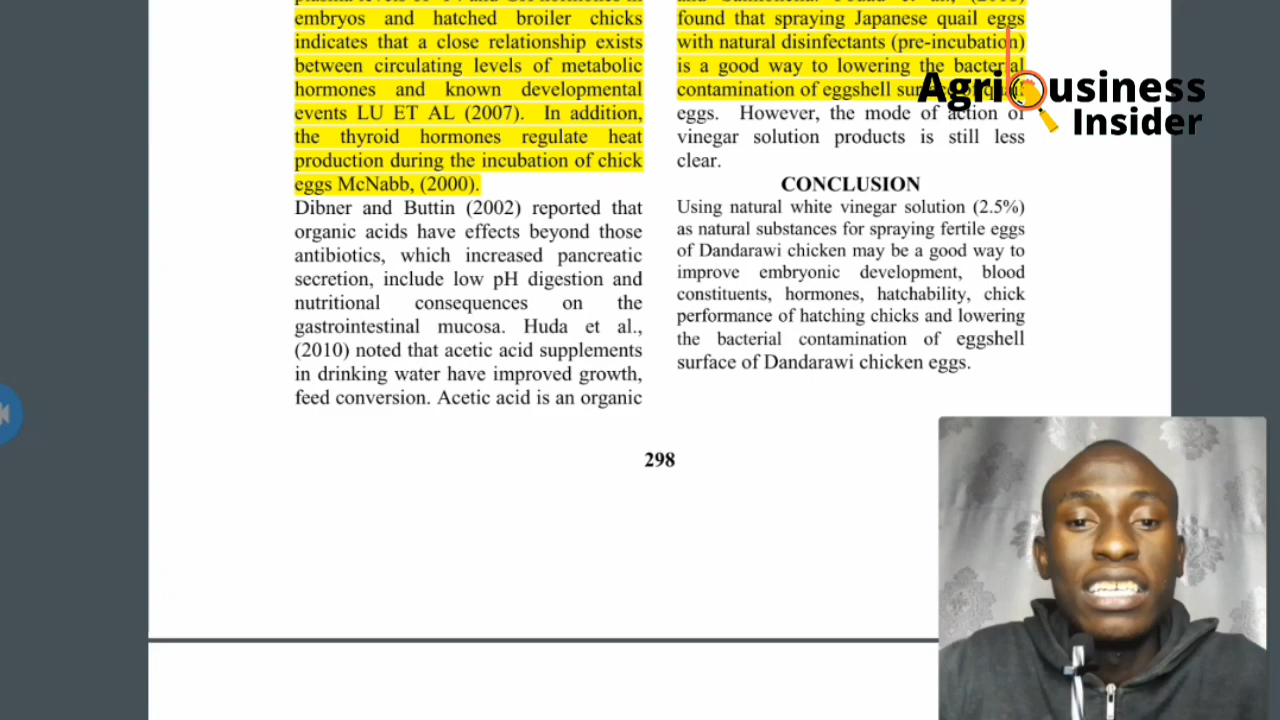 embryos and hatched broiler chicks
indicates that a close relationship exists
between circulating levels of metabolic
hormones and known developmental
events LU ET AL (2007). In addition,
the thyroid hormones regulate heat
production during the incubation of chick
eggs McNabb, (2000).
Dibner and Buttin (2002) reported that
organic acids have effects beyond those
antibiotics, which increased pancreatic
secretion, include low pH digestion and
nutritional consequences on the
gastrointestinal mucosa. Huda et al.,
(2010) noted that acetic acid supplements
in drinking water have improved growth,
feed conversion. Acetic acid is an organic
found that spraying Japanese quail eggs
with natural disinfectants (pre-incubation)
is a good way to lowering the bacterial
contamination of eggshell
eggs. However, the mode of action of
vinegar solution products is still less
clear.
CONCLUSION
Using natural white vinegar solution (2.5%)
as natural substances for spraying fertile eggs
of Dandarawi chicken may be a good way to
improve embryonic development, blood
constituents, hormones, hatchability, chick
performance of hatching chicks and lowering
the bacterial contamination of eggshell
surface of Dandarawi chicken eggs.
298
Agribusiness
Insider